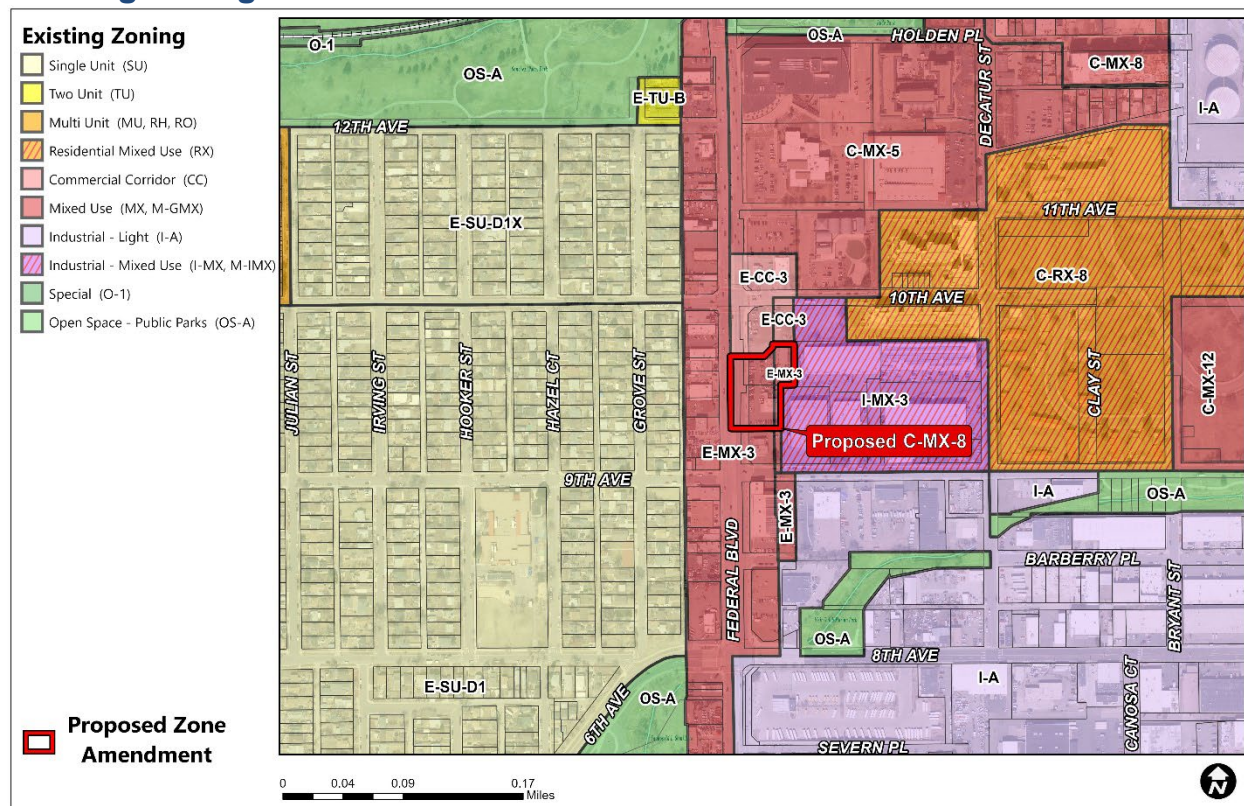 Existing Zoning
Single Unit (SU)
Two Unit (TU)
Multi Unit (MU, RH, RO)
Residential Mixed Use (RX)
Commercial Corridor (CC)
Mixed Use (MX, M-GMX)
Industrial - Light (I-A)
Industrial - Mixed Use (I-MX, M-IMX)
Special (O-1)
Open Space - Public Parks (OS-A)
Proposed Zone
Amendment
O-1
OS-A
OS-A
HOLDEN PL
DECATUR ST
C-MX-8
I-A
E-TU-B
12TH AVE
C-MX-5
E-SU-D1X
11TH AVE
E-CC-3
C-RX-8
10TH AVE
E-CC-3
JULIAN ST
IRVING ST
HOOKER ST
HAZEL CT
GROVE ST
E-MX-3
I-MX-3
CLAY ST
C-MX-12
Proposed C-MX-8
E-MX-3
9TH AVE
E-MX-3
I-A
OS-A
FEDERAL BLVD
BARBERRY PL
BRYANT ST
OS-A
8TH AVE
E-SU-D1
OS-A
I-A
6TH AVE
CANOSA CT
SEVERN PL
0 0.04 0.09 0.17
Miles
N